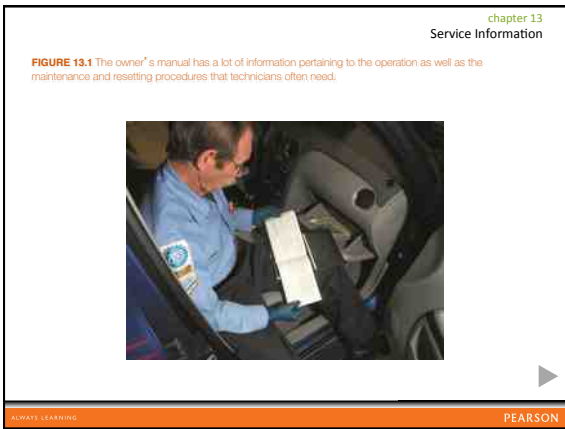 chapter 13
Service Information
FIGURE 13.1 The owner's manual has a lot of information pertaining to the operation as well as the
maintenance and resetting procedures that technicians often need.
ALWAYS LEARNING
PEARSON